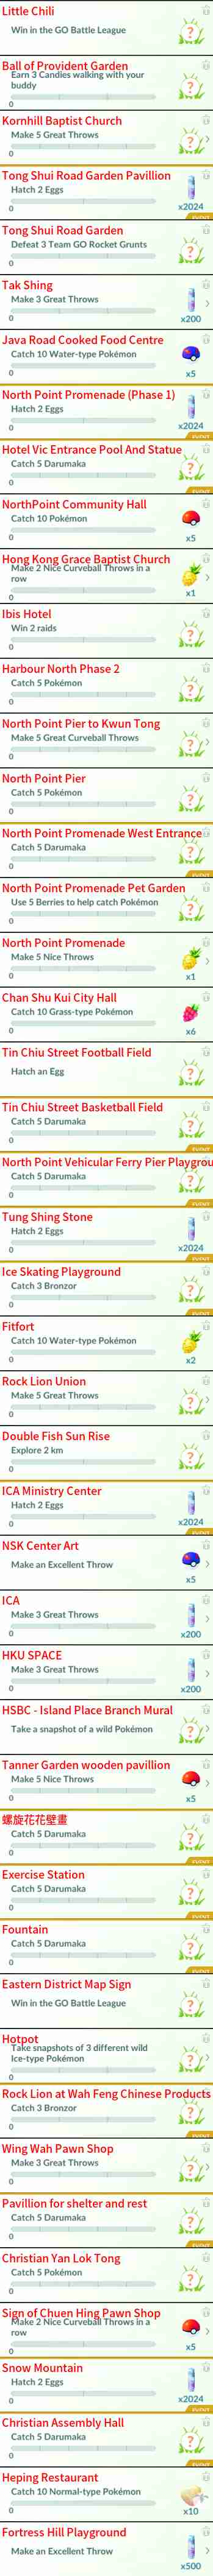 Little Chili
Win in the GO Battle League
Ball of Provident Garden
Earn 3 Candies walking with your
buddy
0
Kornhill Baptist Church
Make 5 Great Throws
0
Tong Shui Road Garden Pavillion
Hatch 2 Eggs
0
x2024
EVENT
Tong Shui Road Garden
Defeat 3 Team GO Rocket Grunts
0
Tak Shing
Make 3 Great Throws
0
x200
Java Road Cooked Food Centre
Catch 10 Water-type Pokémon
0
x5
North Point Promenade (Phase 1)
Hatch 2 Eggs
0
x2024
EVENT
Hotel Vic Entrance Pool And Statue
Catch 5 Darumaka
0
EVENT
NorthPoint Community Hall
Catch 10 Pokémon
0
x5
Hong Kong Grace Baptist Church
Make 2 Nice Curveball Throws in a
row
0
x1
Ibis Hotel
Win 2 raids
0
Harbour North Phase 2
Catch 5 Pokémon
0
North Point Pier to Kwun Tong
Make 5 Great Curveball Throws
0
North Point Pier
Catch 5 Pokémon
0
North Point Promenade West Entrance
Catch 5 Darumaka
0
EVENT
North Point Promenade Pet Garden
Use 5 Berries to help catch Pokémon
0
North Point Promenade
Make 5 Nice Throws
0
x1
Chan Shu Kui City Hall
Catch 10 Grass-type Pokémon
0
x6
Tin Chiu Street Football Field
Hatch an Egg
Tin Chiu Street Basketball Field
Catch 5 Darumaka
0
EVENT
North Point Vehicular Ferry Pier Playgrou
Catch 5 Darumaka
0
EVENT
Tung Shing Stone
Hatch 2 Eggs
0
x2024
EVENT
Ice Skating Playground
Catch 3 Bronzor
0
EVENT
Fitfort
Catch 10 Water-type Pokémon
0
x2
Rock Lion Union
Make 5 Great Throws
0
Double Fish Sun Rise
Explore 2 km
0
ICA Ministry Center
Hatch 2 Eggs
0
x2024
EVENT
NSK Center Art
Make an Excellent Throw
x5
ICA
Make 3 Great Throws
0
x200
HKU SPACE
Make 3 Great Throws
0
x200
HSBC - Island Place Branch Mural
Take a snapshot of a wild Pokémon
Tanner Garden wooden pavillion
Make 5 Nice Throws
0
x5
螺旋花花壁畫
Catch 5 Darumaka
0
EVENT
Exercise Station
Catch 5 Darumaka
0
EVENT
Fountain
Catch 5 Darumaka
0
EVENT
Eastern District Map Sign
Win in the GO Battle League
Hotpot
Take snapshots of 3 different wild
Ice-type Pokémon
0
Rock Lion at Wah Feng Chinese Products
Catch 3 Bronzor
0
EVENT
Wing Wah Pawn Shop
Make 3 Great Throws
0
Pavillion for shelter and rest
Catch 5 Darumaka
0
EVENT
Christian Yan Lok Tong
Catch 5 Pokémon
0
Sign of Chuen Hing Pawn Shop
Make 2 Nice Curveball Throws in a
row
0
x5
Snow Mountain
Hatch 2 Eggs
0
x2024
EVENT
Christian Assembly Hall
Catch 5 Darumaka
0
EVENT
Heping Restaurant
Catch 10 Normal-type Pokémon
0
x10
Fortress Hill Playground
Make an Excellent Throw
x500